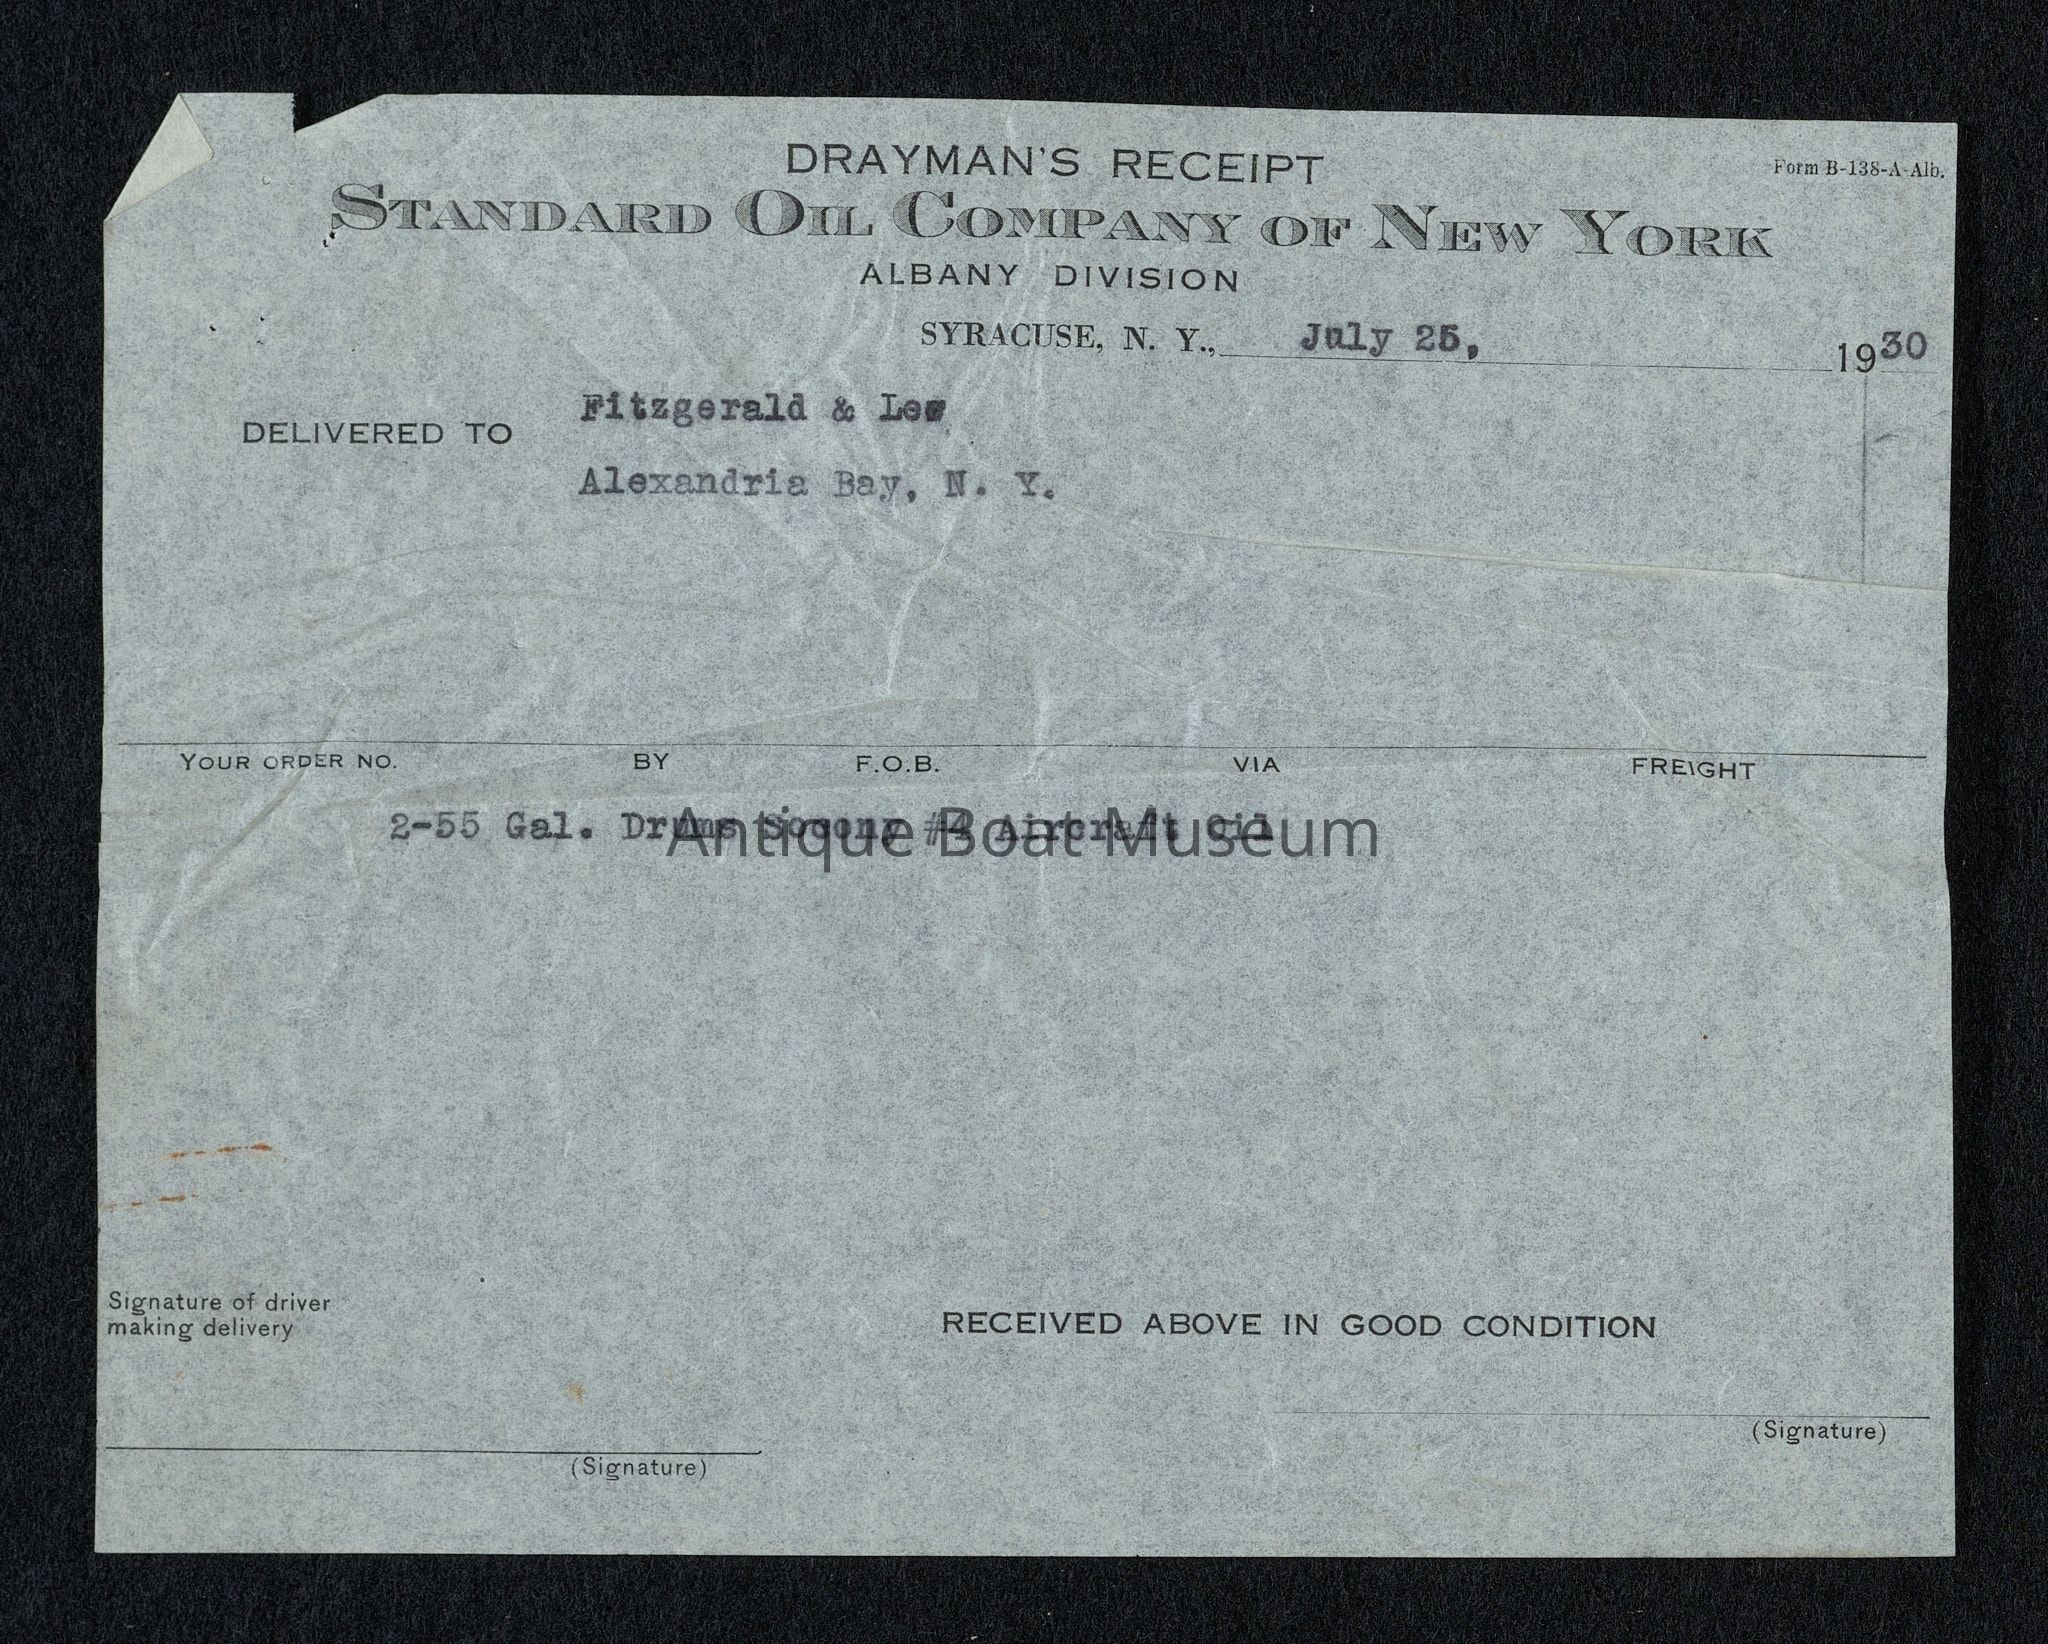 DRAYMAN'S RECEIPT
Form B-138-A-Alb.
STANDARD OIL COMPANY OF NEW YORK
ALBANY DIVISION
SYRACUSE, N. Y., July 25, 1930
DELIVERED TO
Fitzgerald & Lee
Alexandria Bay, N. Y.
YOUR ORDER NO. BY F.O.B. VIA FREIGHT
2-55 Gal. Drums Socony #4 Aircraft Oil
Antique Boat Museum
Signature of driver
making delivery
RECEIVED ABOVE IN GOOD CONDITION
(Signature)
(Signature)